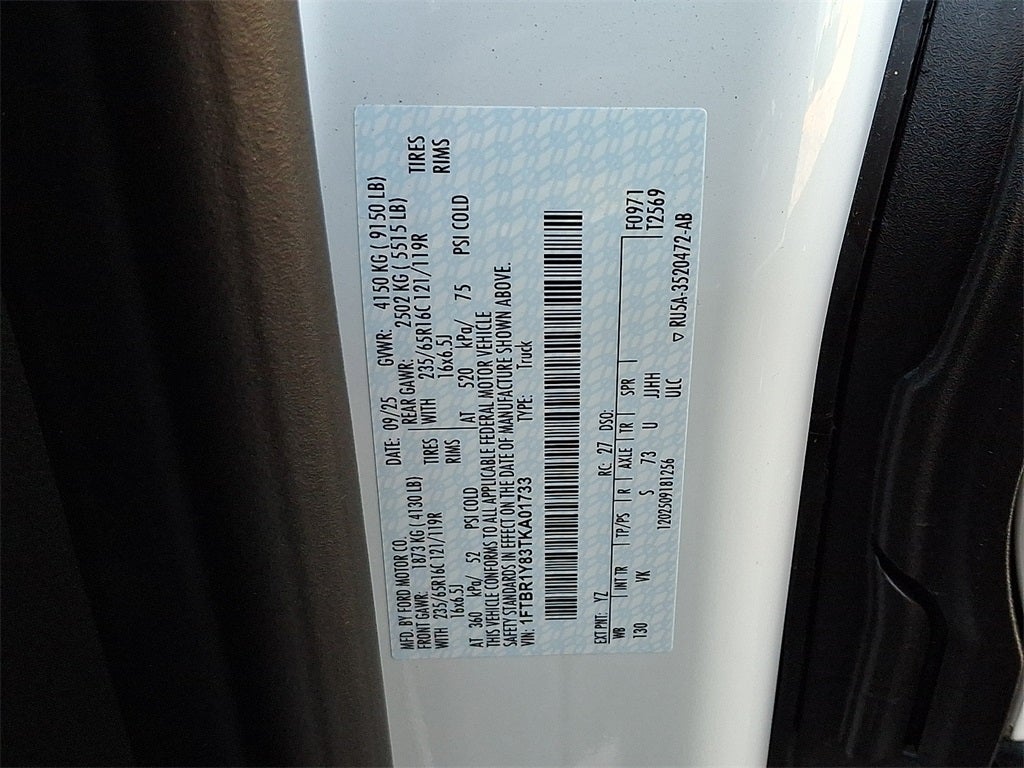 MFD. BY FORD MOTOR CO.
DATE: 09/25 GVWR: 4150 KG ( 9150 LB)
FRONT GAWR: 1873 KG ( 4130 LB)
REAR GAWR: 2502 KG ( 5515 LB)
WITH 235/65R16C 121/119R TIRES
WITH 235/65R16C 121/119R TIRES
16x6.5J RIMS
16x6.5J RIMS
AT 360 kPa/ 52 PSI COLD
AT 520 kPa/ 75 PSI COLD
THIS VEHICLE CONFORMS TO ALL APPLICABLE FEDERAL MOTOR VEHICLE
SAFETY STANDARDS IN EFFECT ON THE DATE OF MANUFACTURE SHOWN ABOVE.
VIN: 1FTBR1Y83TKA01733 TYPE: Truck
EXT PNT: YZ RC: 27 DSO: F0971
WB INT TR TP/PS R AXLE TR SPR T2569
130 VK S 73 U JJHH
1202509181256 ULC
▽ RU5A-3520472-AB